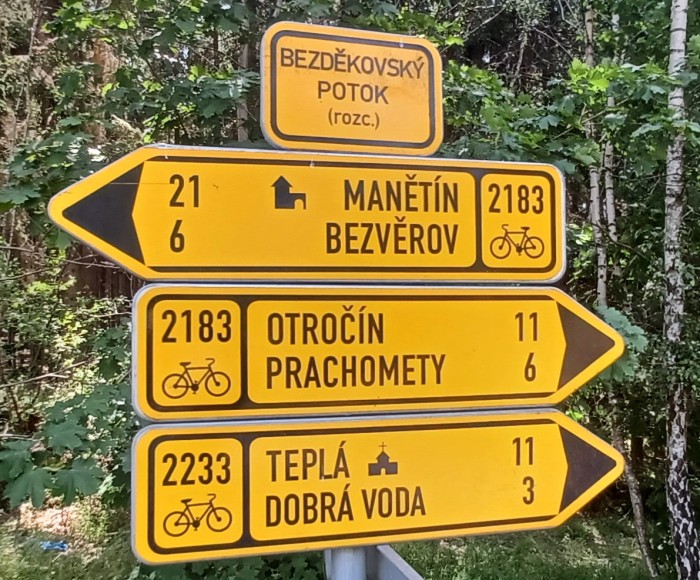 BEZDĚKOVSKÝ
POTOK
(rozc.)
21 MANĚTÍN 2183
6 BEZVĚROV
2183 OTROČÍN 11
PRACHOMETY 6
2233 TEPLÁ 11
DOBRÁ VODA 3